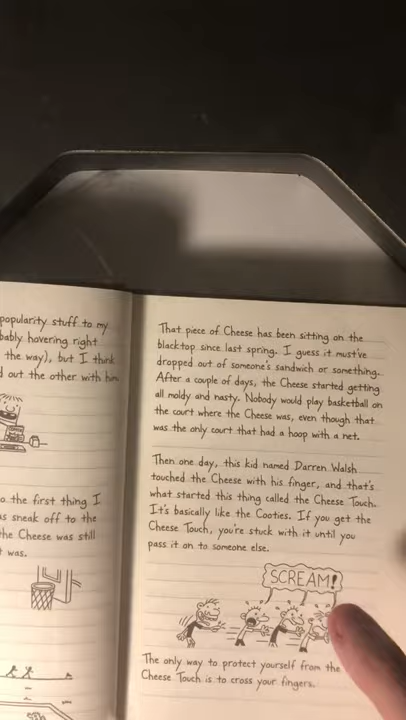 popularity stuff to my
hovering right
the way), but I think
out the other with him
the first thing I
sneak off to the
the Cheese was still
was.
That piece of Cheese has been sitting on the
blacktop since last spring. I guess it must've
dropped out of someone's sandwich or something.
After a couple of days, the Cheese started getting
all moldy and nasty. Nobody would play basketball on
the court where the Cheese was, even though that
was the only court that had a hoop with a net.
Then one day, this kid named Darren Walsh
touched the Cheese with his finger, and that's
what started this thing called the Cheese Touch.
It's basically like the Cooties. If you get the
Cheese Touch, you're stuck with it until you
pass it on to someone else.
SCREAM!
The only way to protect yourself from the
Cheese Touch is to cross your fingers.